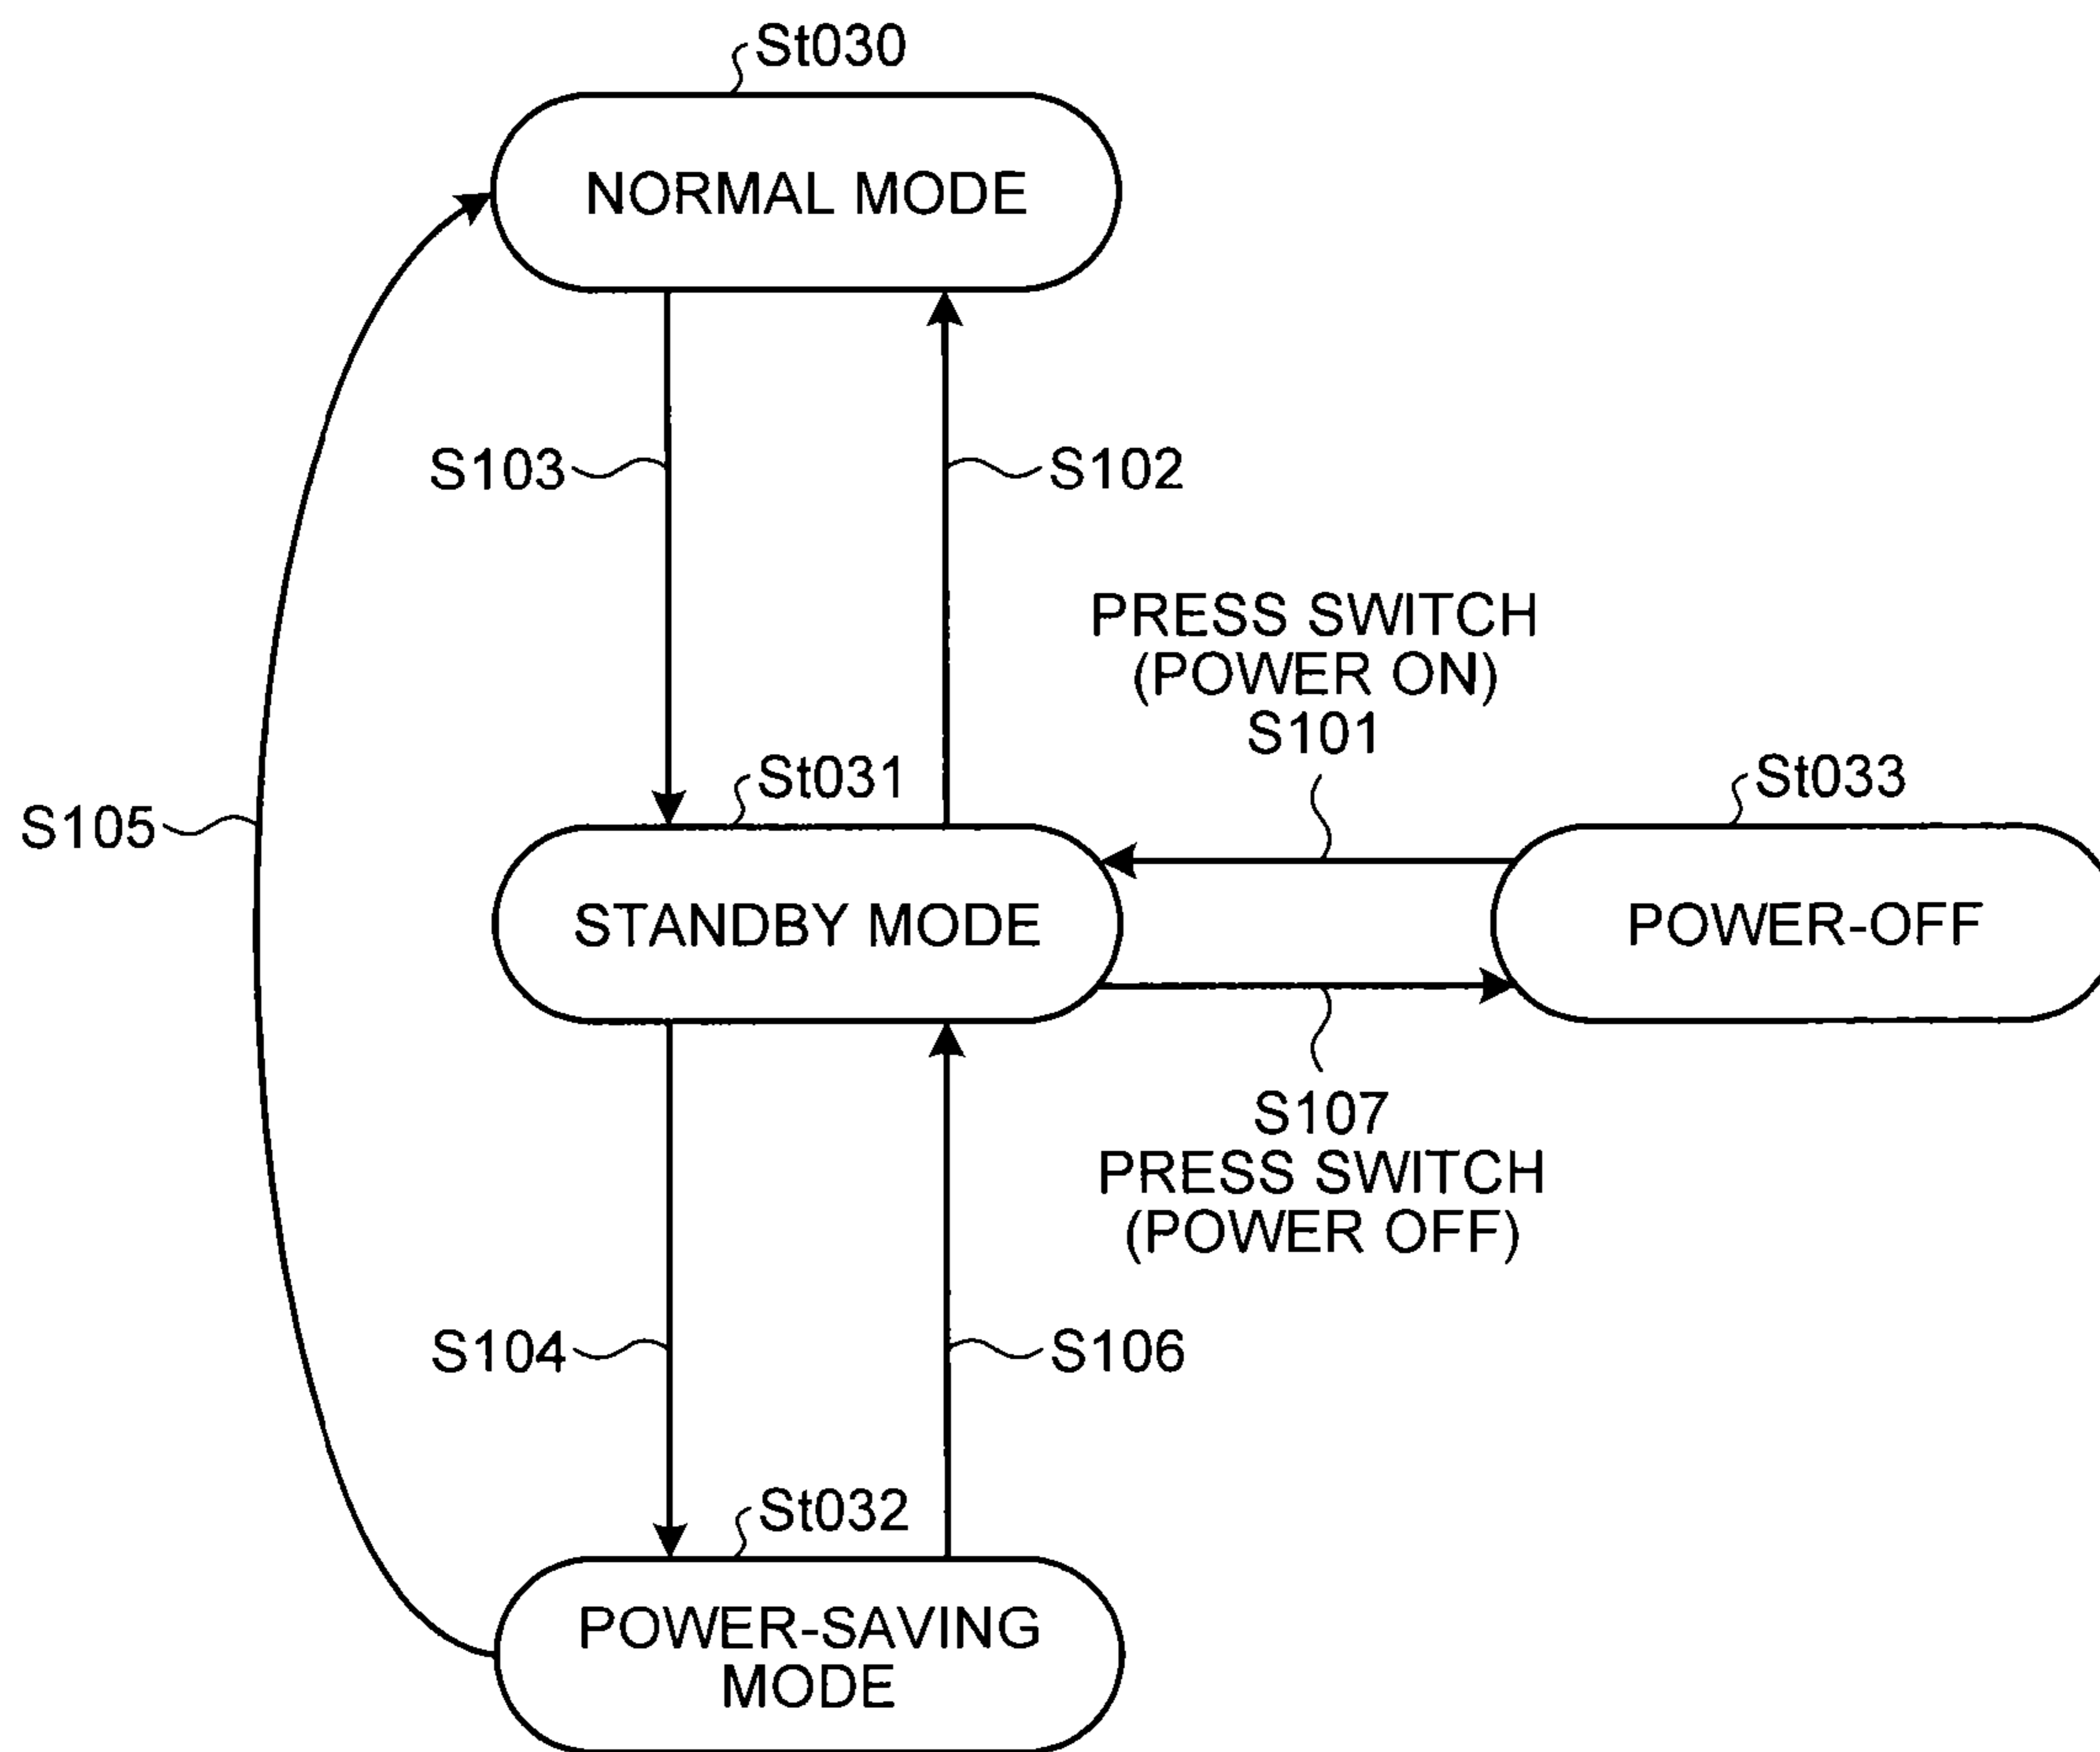 St030
NORMAL MODE
S103
S102
PRESS SWITCH
(POWER ON)
S101
St031
St033
S105
STANDBY MODE
POWER-OFF
S107
PRESS SWITCH
(POWER OFF)
S104
S106
St032
POWER-SAVING
MODE